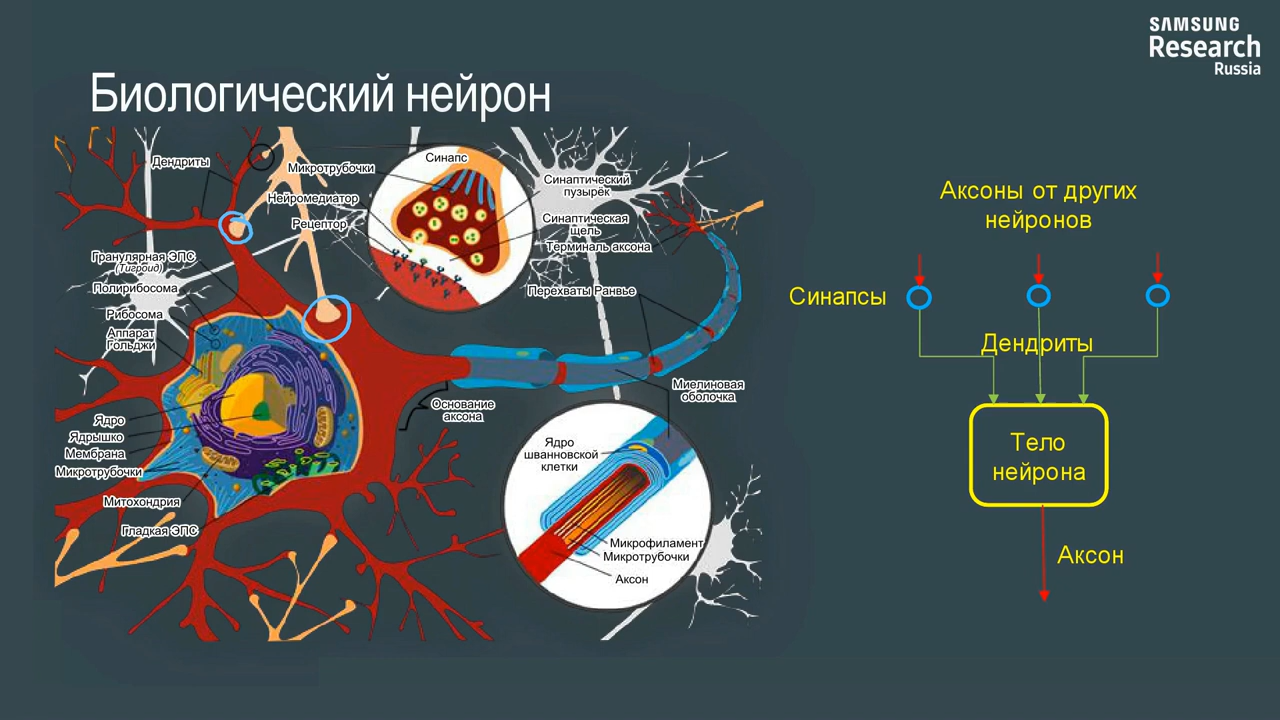 SAMSUNG
Research
Russia
Биологический нейрон
Дендриты
Микротрубочки
Нейромедиатор
Рецептор
Синапс
Синаптический
пузырёк
Синаптическая
щель
Терминаль аксона
Гранулярная ЭПС
(Тигроид)
Полирибосома
Рибосома
Аппарат
Гольджи
Перехваты Ранвье
Миелиновая
оболочка
Основание
аксона
Ядро
Ядрышко
Мембрана
Микротрубочки
Митохондрия
Гладкая ЭПС
Ядро
шванновской
клетки
Микрофиламент
Микротрубочки
Аксон
Аксоны от других
нейронов
Синапсы
Дендриты
Тело
нейрона
Аксон